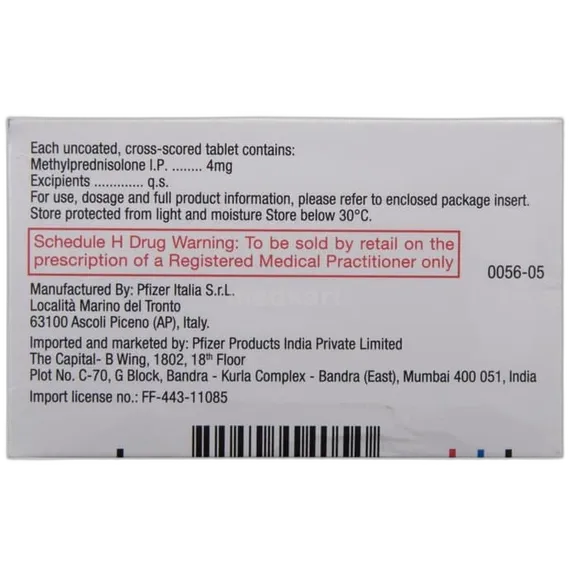 Each uncoated, cross-scored tablet contains:
Methylprednisolone I.P. ........ 4mg
Excipients ............. q.s.
For use, dosage and full product information, please refer to enclosed package insert.
Store protected from light and moisture Store below 30°C.
Schedule H Drug Warning: To be sold by retail on the
prescription of a Registered Medical Practitioner only
0056-05
Manufactured By: Pfizer Italia S.r.L.
Località Marino del Tronto
63100 Ascoli Piceno (AP), Italy.
Imported and marketed by: Pfizer Products India Private Limited
The Capital- B Wing, 1802, 18th Floor
Plot No. C-70, G Block, Bandra - Kurla Complex - Bandra (East), Mumbai 400 051, India
Import license no.: FF-443-11085